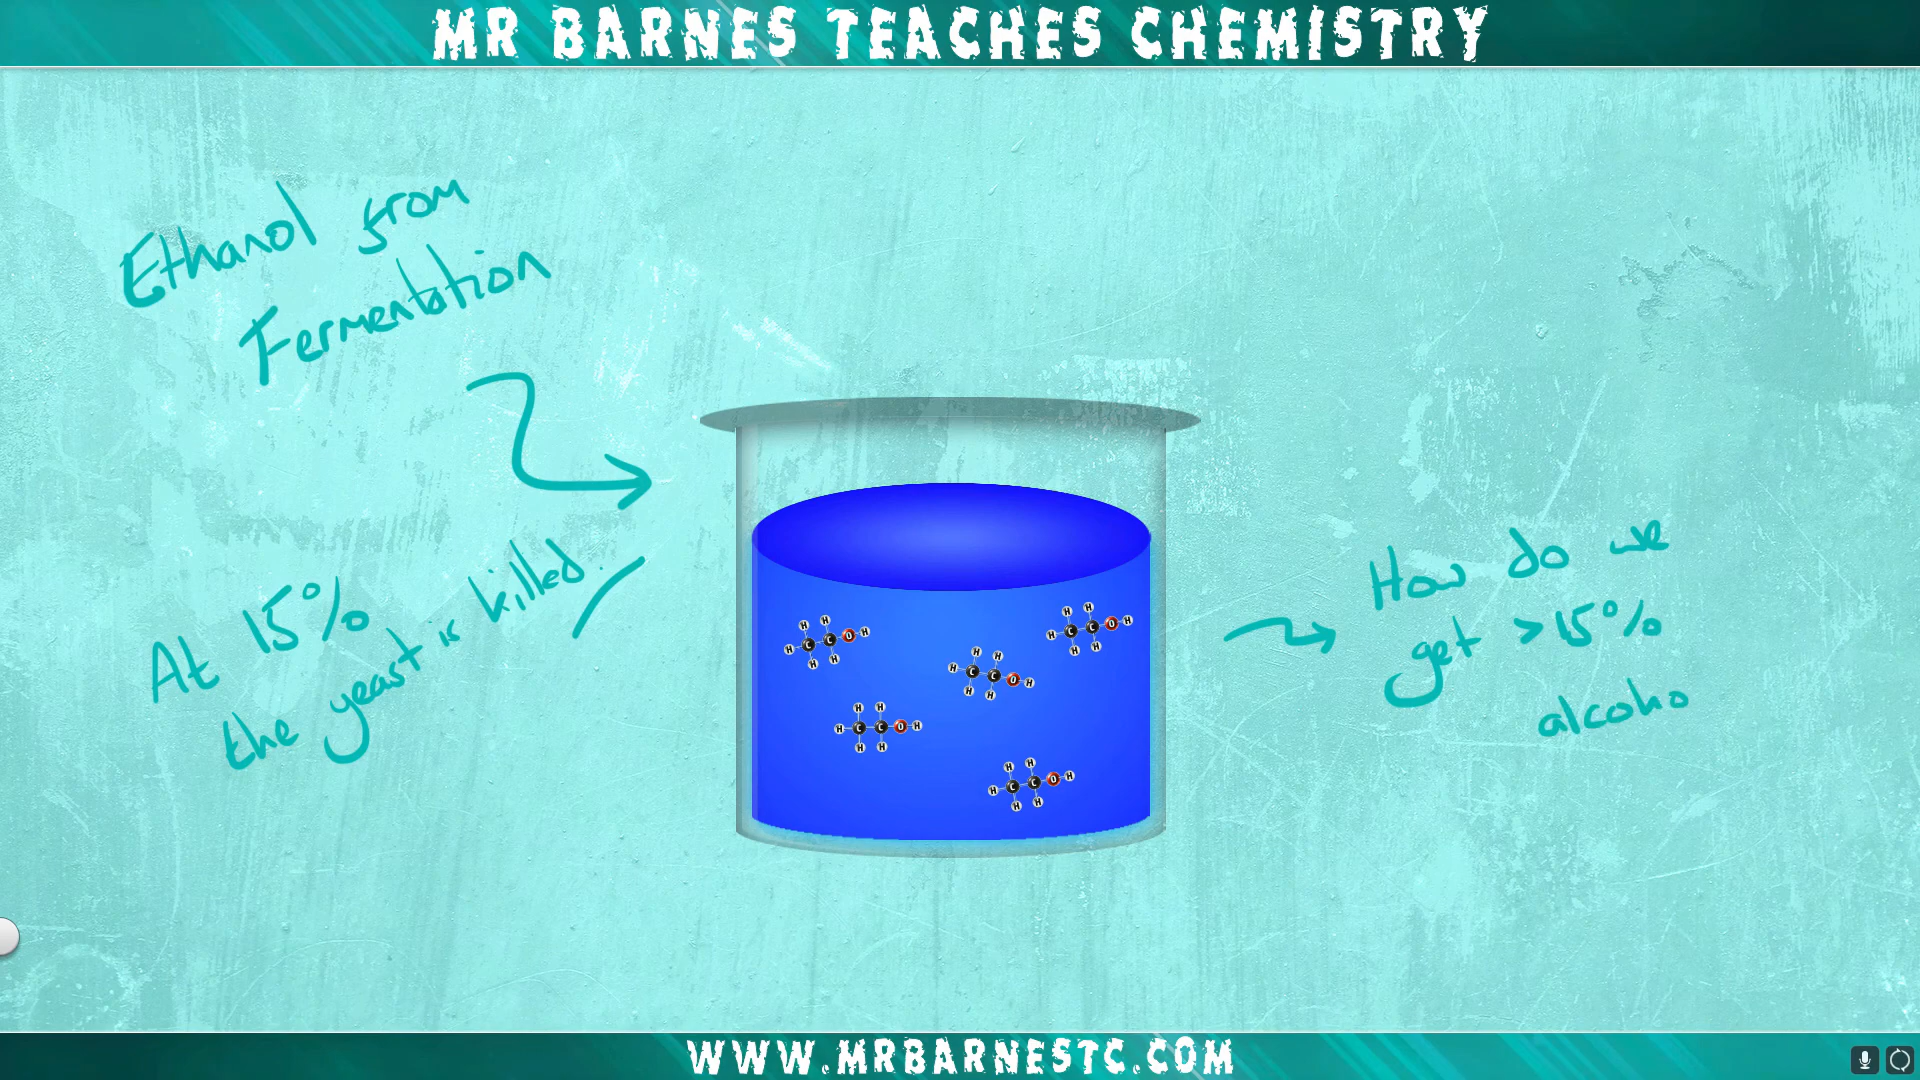 MR BARNES TEACHES CHEMISTRY
Ethanol from
Fermentation
At 15%
the yeast is killed.
How do we
get >15%
alcoho
H H
H C C O H
H H
H H
H C C O H
H H
H H
H C C O H
H H
H H
H C C O H
H H
H H
H C C O H
H H
WWW.MRBARNESTC.COM